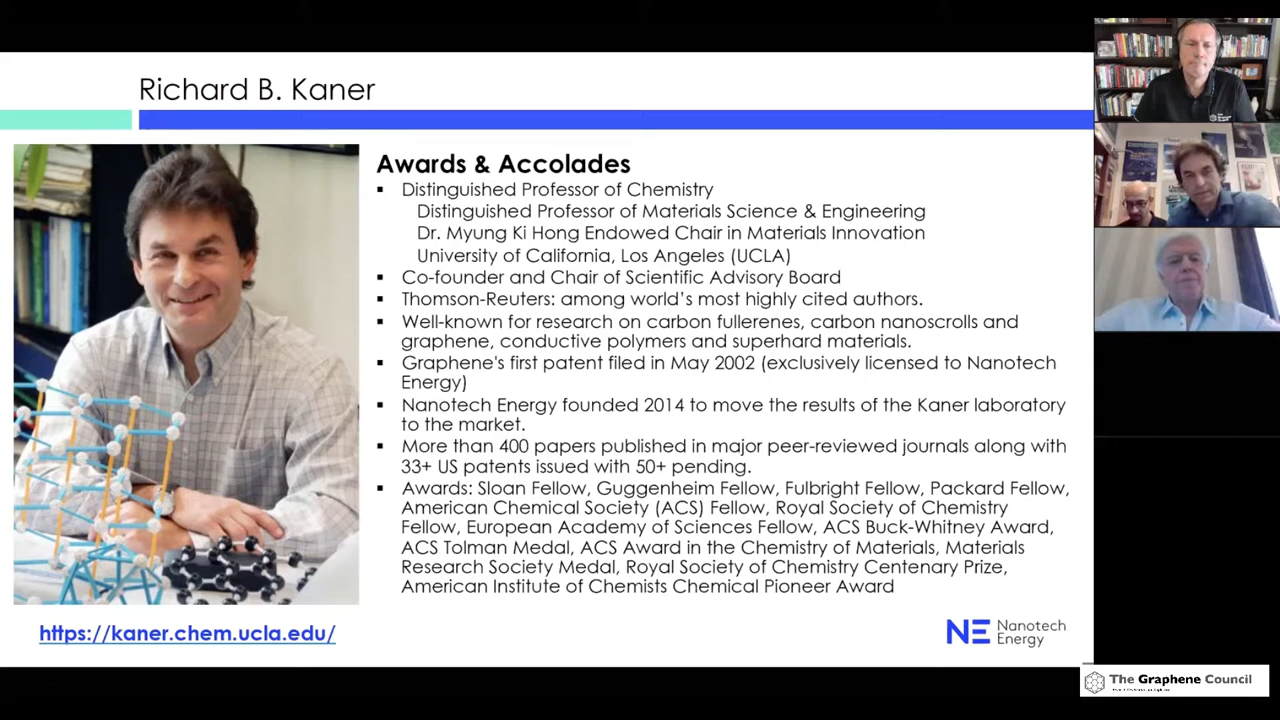 Richard B. Kaner
Awards & Accolades
▪ Distinguished Professor of Chemistry
Distinguished Professor of Materials Science & Engineering
Dr. Myung Ki Hong Endowed Chair in Materials Innovation
University of California, Los Angeles (UCLA)
▪ Co-founder and Chair of Scientific Advisory Board
▪ Thomson-Reuters: among world's most highly cited authors.
▪ Well-known for research on carbon fullerenes, carbon nanoscrolls and
graphene, conductive polymers and superhard materials.
▪ Graphene's first patent filed in May 2002 (exclusively licensed to Nanotech
Energy)
▪ Nanotech Energy founded 2014 to move the results of the Kaner laboratory
to the market.
▪ More than 400 papers published in major peer-reviewed journals along with
33+ US patents issued with 50+ pending.
▪ Awards: Sloan Fellow, Guggenheim Fellow, Fulbright Fellow, Packard Fellow,
American Chemical Society (ACS) Fellow, Royal Society of Chemistry
Fellow, European Academy of Sciences Fellow, ACS Buck-Whitney Award,
ACS Tolman Medal, ACS Award in the Chemistry of Materials, Materials
Research Society Medal, Royal Society of Chemistry Centenary Prize,
American Institute of Chemists Chemical Pioneer Award
https://kaner.chem.ucla.edu/
NE Nanotech
Energy
The Graphene Council